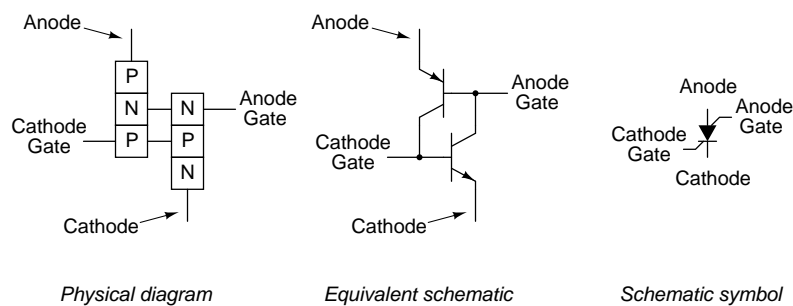 Anode
P
N
N
Anode
Gate
Cathode
Gate
P
P
N
Cathode
Physical diagram
Anode
Anode
Gate
Cathode
Gate
Cathode
Equivalent schematic
Anode
Anode
Gate
Cathode
Gate
Cathode
Schematic symbol